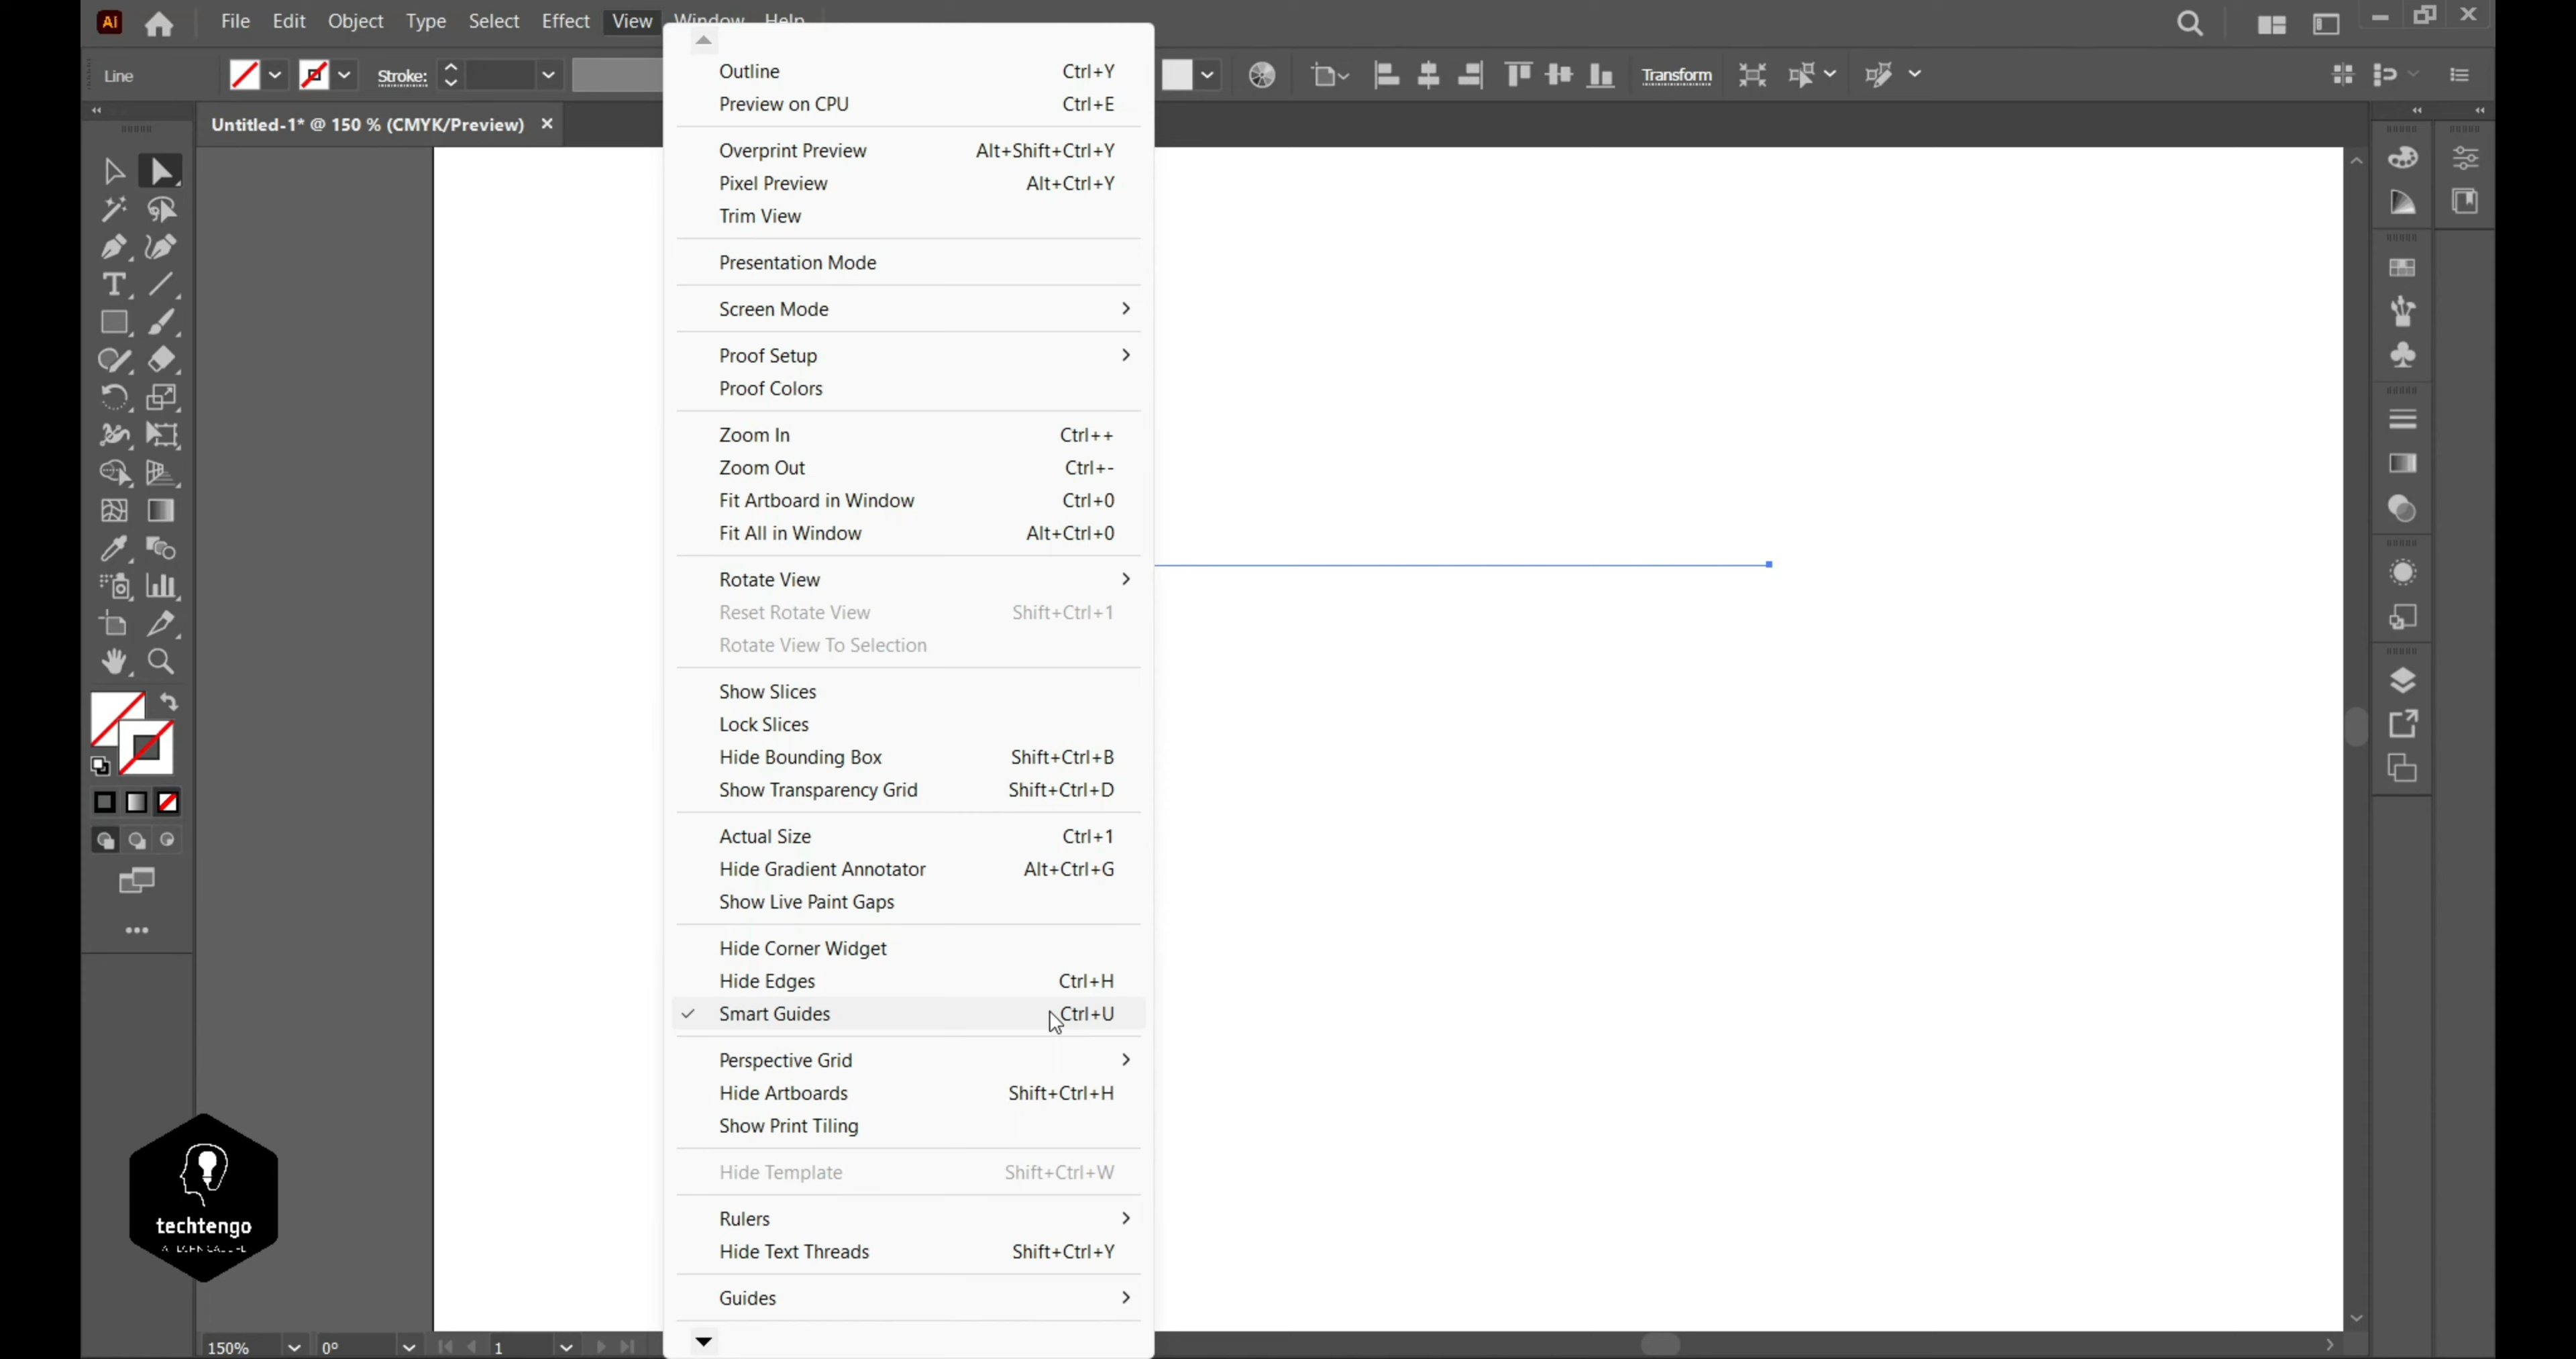 Ai File Edit Object Type Select Effect View Window Help
Line Stroke: Transform
Untitled-1* @ 150 % (CMYK/Preview)
Outline Ctrl+Y
Preview on CPU Ctrl+E
Overprint Preview Alt+Shift+Ctrl+Y
Pixel Preview Alt+Ctrl+Y
Trim View
Presentation Mode
Screen Mode
Proof Setup
Proof Colors
Zoom In Ctrl++
Zoom Out Ctrl+-
Fit Artboard in Window Ctrl+0
Fit All in Window Alt+Ctrl+0
Rotate View
Reset Rotate View Shift+Ctrl+1
Rotate View To Selection
Show Slices
Lock Slices
Hide Bounding Box Shift+Ctrl+B
Show Transparency Grid Shift+Ctrl+D
Actual Size Ctrl+1
Hide Gradient Annotator Alt+Ctrl+G
Show Live Paint Gaps
Hide Corner Widget
Hide Edges Ctrl+H
Smart Guides Ctrl+U
Perspective Grid
Hide Artboards Shift+Ctrl+H
Show Print Tiling
Hide Template Shift+Ctrl+W
Rulers
Hide Text Threads Shift+Ctrl+Y
Guides
techtengo
150% 0° 1